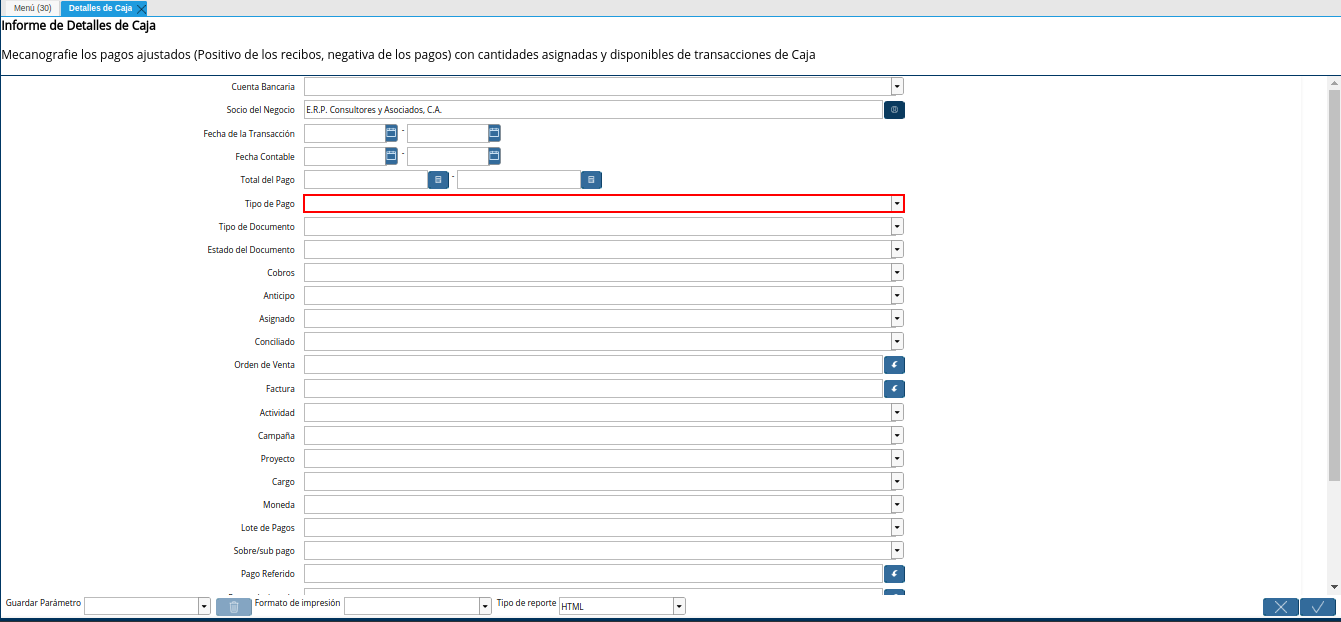 Menú (30) Detalles de Caja
Informe de Detalles de Caja
Mecanografie los pagos ajustados (Positivo de los recibos, negativa de los pagos) con cantidades asignadas y disponibles de transacciones de Caja
Cuenta Bancaria
Socio del Negocio E.R.P. Consultores y Asociados, C.A.
Fecha de la Transacción -
Fecha Contable -
Total del Pago -
Tipo de Pago
Tipo de Documento
Estado del Documento
Cobros
Anticipo
Asignado
Conciliado
Orden de Venta
Factura
Actividad
Campaña
Proyecto
Cargo
Moneda
Lote de Pagos
Sobre/sub pago
Pago Referido
Guardar Parámetro Formato de impresión Tipo de reporte HTML